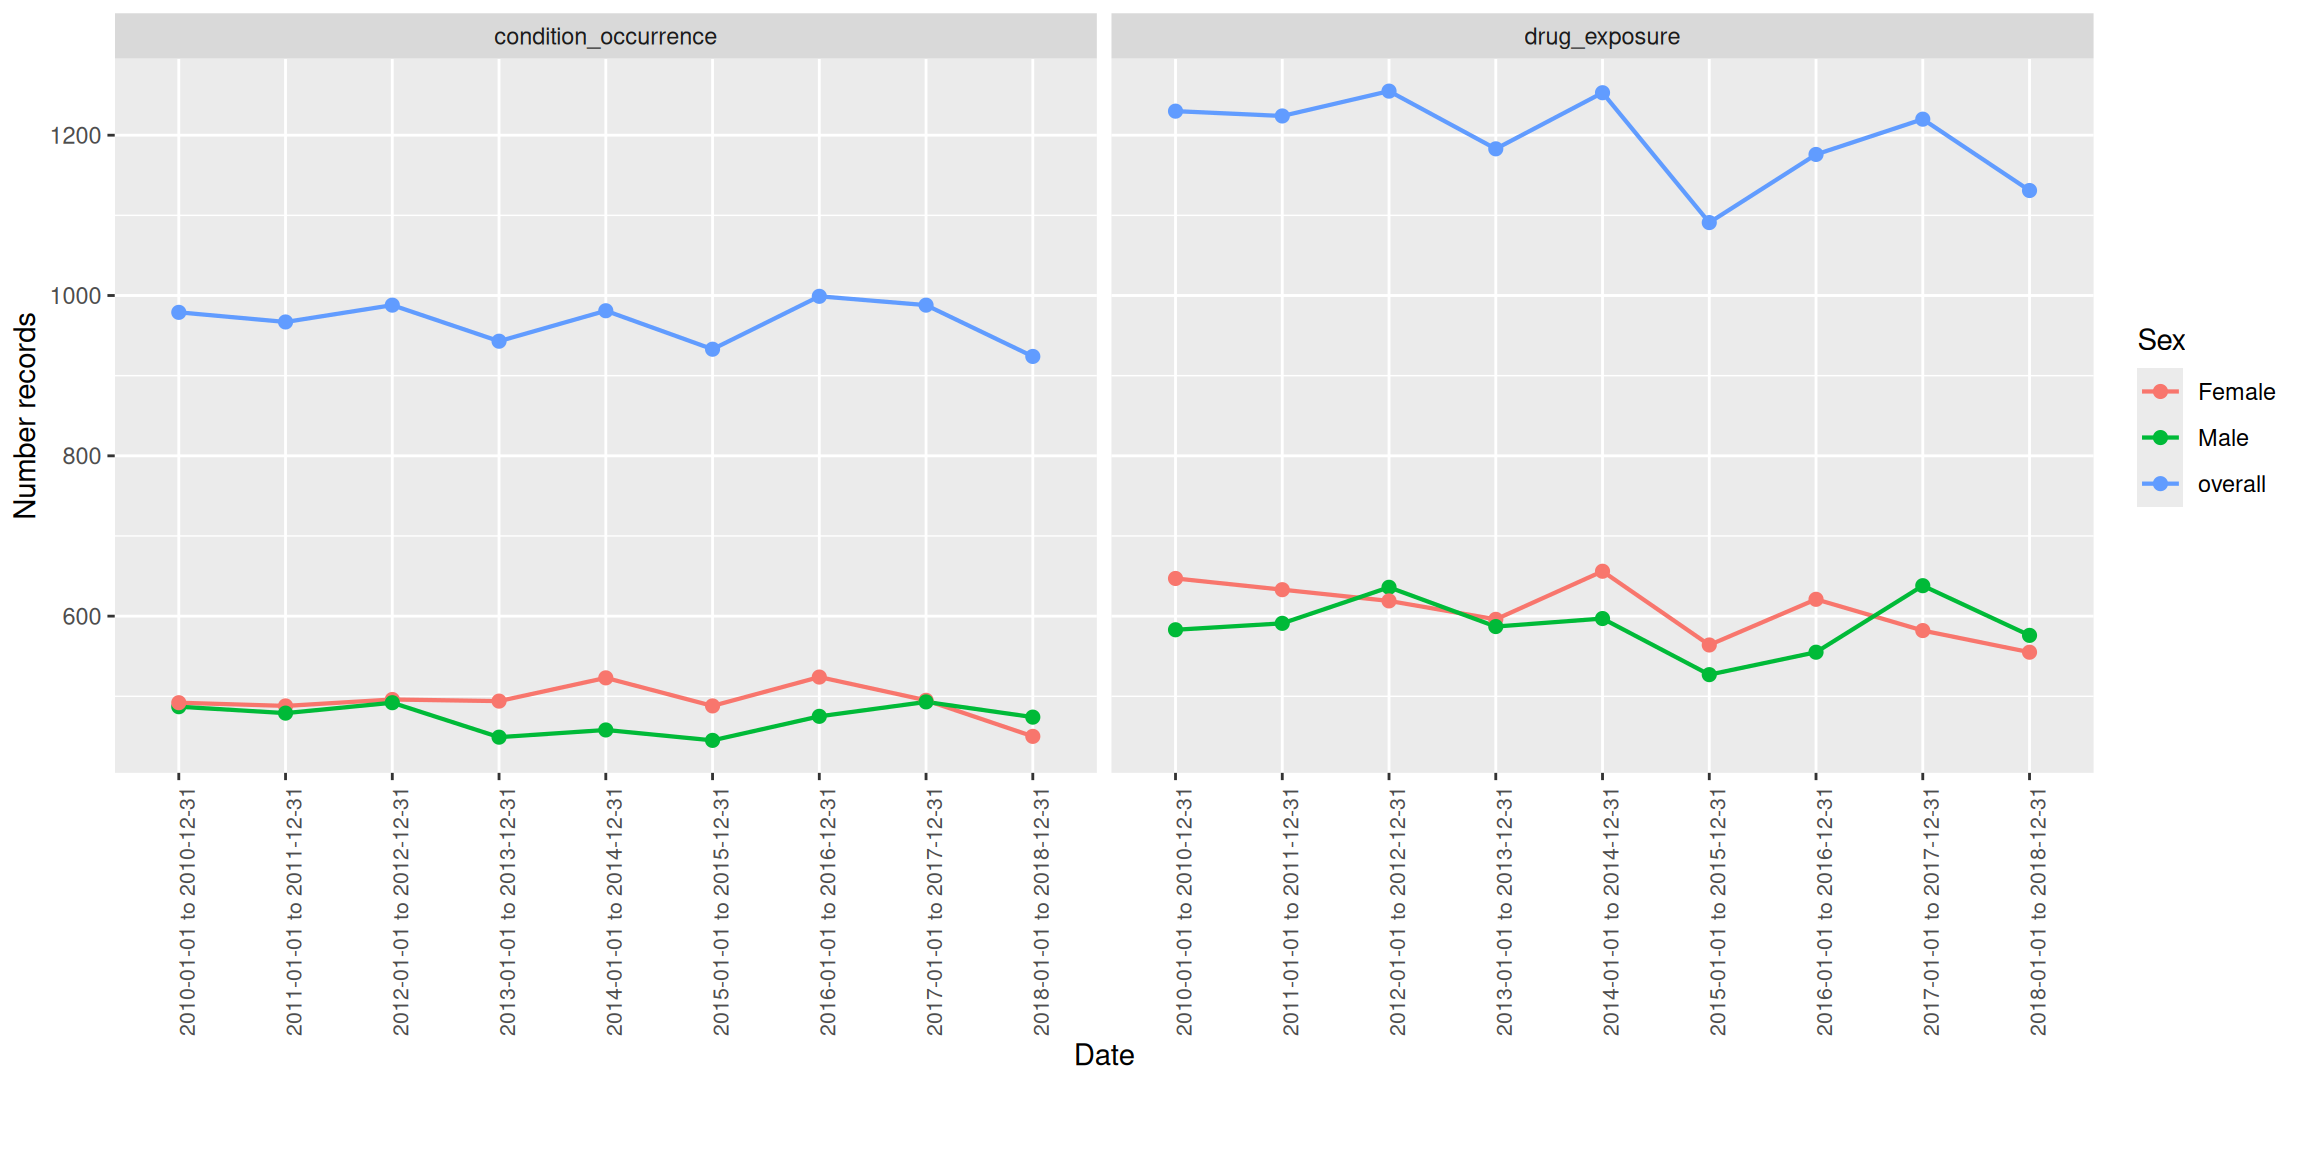 condition_occurrence
drug_exposure
Number records
1200
1000
800
600
2010-01-01 to 2010-12-31
2011-01-01 to 2011-12-31
2012-01-01 to 2012-12-31
2013-01-01 to 2013-12-31
2014-01-01 to 2014-12-31
2015-01-01 to 2015-12-31
2016-01-01 to 2016-12-31
2017-01-01 to 2017-12-31
2018-01-01 to 2018-12-31
2010-01-01 to 2010-12-31
2011-01-01 to 2011-12-31
2012-01-01 to 2012-12-31
2013-01-01 to 2013-12-31
2014-01-01 to 2014-12-31
2015-01-01 to 2015-12-31
2016-01-01 to 2016-12-31
2017-01-01 to 2017-12-31
2018-01-01 to 2018-12-31
Date
Sex
Female
Male
overall